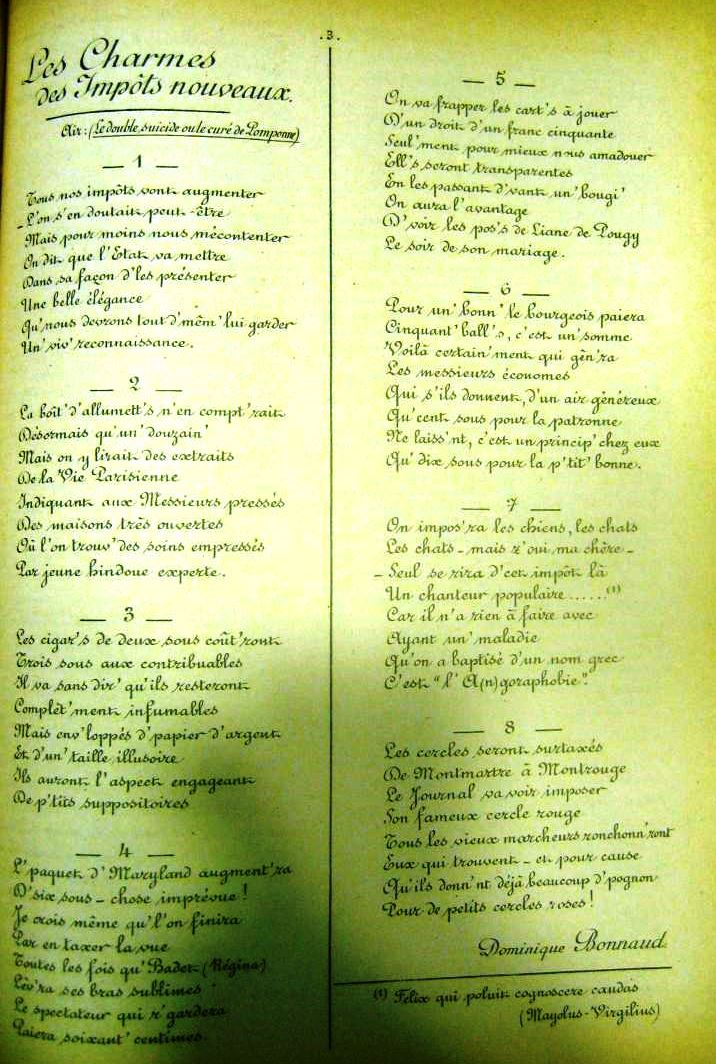 .3.
Les Charmes
des Impôts nouveaux.
Air: (Le double suicide ou le curé de Pomponne)
— 1 —
Tous nos impôts vont augmenter
- L'on s'en doutait peut-être
Mais pour moins nous mécontenter
On dit que l'Etat va mettre
Dans sa façon d'les présenter
Une belle élégance
Qu'nous devrons tout d'mêm' lui garder
Un' viv' reconnaissance.
— 2 —
La boît' d'allumett's n'en compt'rait
Désormais qu'un' douzain'
Mais on y lirait des extraits
De la Vie Parisienne
Indiquant aux Messieurs pressés
Des maisons très ouvertes
Où l'on trouv' des soins empressés
Par jeune hindoue experte.
— 3 —
Les cigar's de deux sous coût'ront
Trois sous aux contribuables
Il va sans dir' qu'ils resteront
Complèt'ment infumables
Mais env'loppés d'papier d'argent
Et d'un' taille illusoire
Ils auront l'aspect engageant
De p'tits suppositoires
— 4 —
L'paquet d'Maryland augment'ra
D'six sous - chose imprévue!
Je crois même qu'l'on finira
Par en taxer la vue
Toutes les fois qu'Badet (Régina)
Lèv'ra ses bras sublimes
Le spectateur qui r'gardera
Paiera soixant' centimes.
— 5 —
On va frapper les cart's à jouer
D'un droit d'un franc cinquante
Seul'ment pour mieux nous amadouer
Ell's seront transparentes
En les passant d'vant un' bougi'
On aura l'avantage
D'voir les pos's de Liane de Pougy
Le soir de son mariage.
— 6 —
Pour un' bonn' le bourgeois paiera
Cinquant' ball's, c'est un' somme
Voilà certain'ment qui gên'ra
Les messieurs économes
Qui s'ils donnent, d'un air généreux
Qu'cent sous pour la patronne
Ne laiss'nt, c'est un princip' chez eux
Qu'dix sous pour la p'tit' bonne.
— 7 —
On impos'ra les chiens, les chats
Les chats - mais z'oui ma chère -
- Seul se rira d'cet impôt là
Un chanteur populaire ......(1)
Car il n'a rien à faire avec
Ayant un' maladie
Qu'on a baptisé d'un nom grec
C'est "l'A(n)goraphobie".
— 8 —
Les cercles seront surtaxés
De Montmartre à Montrouge
Le Journal va voir imposer
Son fameux cercle rouge
Tous les vieux marcheurs ronchonn'ront
Eux qui trouvent - et pour cause
Qu'ils donn'nt déjà beaucoup d'pognon
Pour de petits cercles roses!
Dominique Bonnaud.
(1) Felix qui poluit cognoscere caudas
(Mayolus-Virgilius)